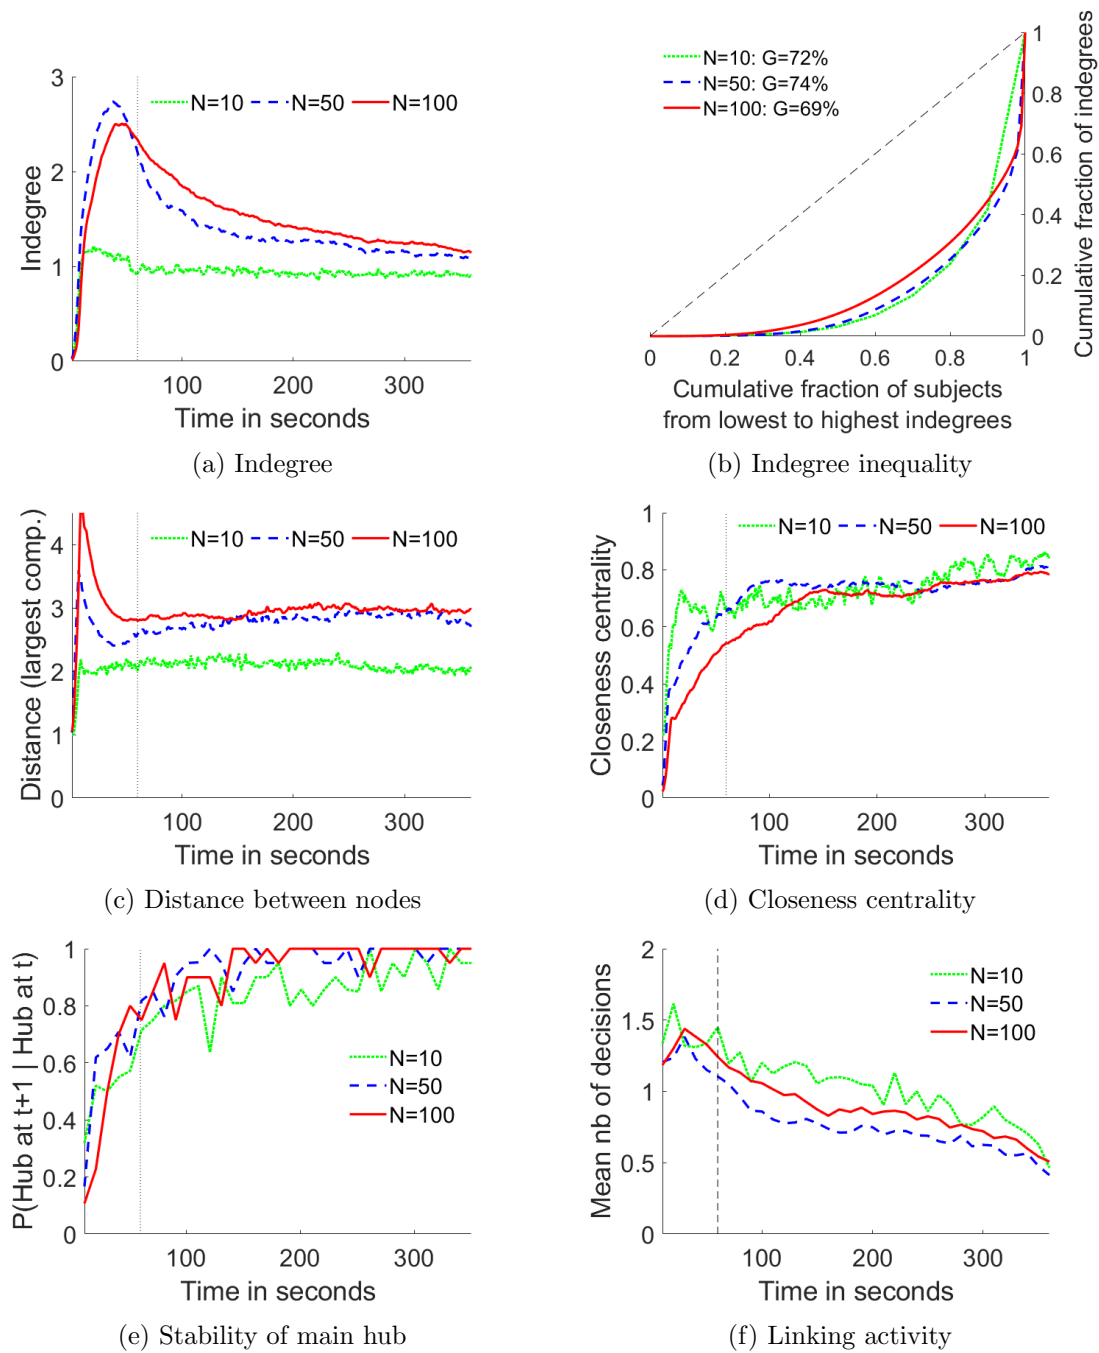 3
2
1
0
Indegree
N=10 N=50 N=100
100 200 300
Time in seconds
(a) Indegree
N=10: G=72%
N=50: G=74%
N=100: G=69%
1
0.8
0.6
0.4
0.2
0
Cumulative fraction of indegrees
0 0.2 0.4 0.6 0.8 1
Cumulative fraction of subjects
from lowest to highest indegrees
(b) Indegree inequality
4
3
2
1
0
Distance (largest comp.)
N=10 N=50 N=100
100 200 300
Time in seconds
(c) Distance between nodes
1
0.8
0.6
0.4
0.2
0
Closeness centrality
N=10 N=50 N=100
100 200 300
Time in seconds
(d) Closeness centrality
1
0.8
0.6
0.4
0.2
0
P(Hub at t+1 | Hub at t)
N=10
N=50
N=100
100 200 300
Time in seconds
(e) Stability of main hub
2
1.5
1
0.5
0
Mean nb of decisions
N=10
N=50
N=100
100 200 300
Time in seconds
(f) Linking activity